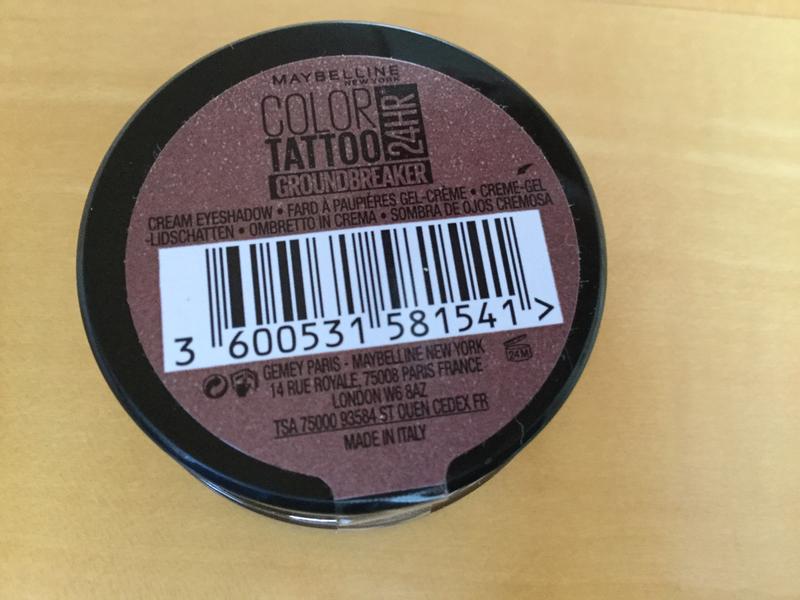 MAYBELLINE
NEW YORK
COLOR
TATTOO
24HR
GROUNDBREAKER
CREAM EYESHADOW • FARD À PAUPIÈRES GEL-CRÈME • CREME-GEL
-LIDSCHATTEN • OMBRETTO IN CREMA • SOMBRA DE OJOS CREMOSA
3 600531 581541 >
GEMEY PARIS - MAYBELLINE NEW YORK
14 RUE ROYALE, 75008 PARIS FRANCE
LONDON W6 8AZ
TSA 75000 93584 ST OUEN CEDEX FR
MADE IN ITALY
24M